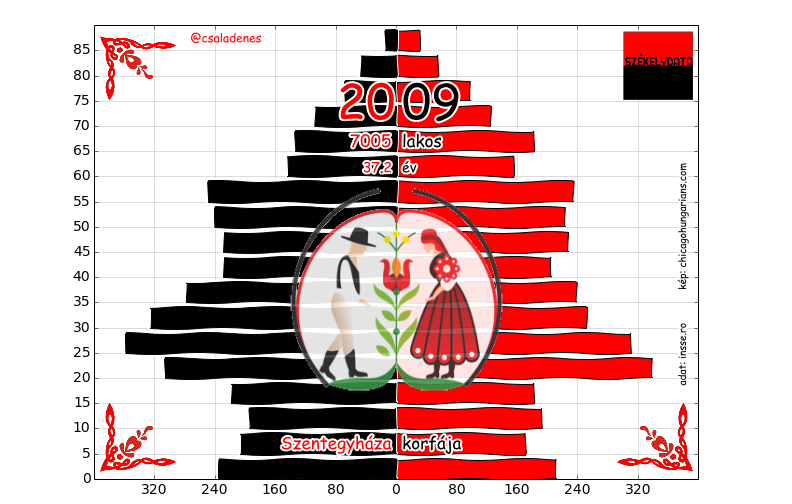 @csaladenes
SZÉKELYDATA
2009
7005 lakos
37,2 év
Szentegyháza korfája
kép: chicagohungarians.com
adat: insse.ro
85
80
75
70
65
60
55
50
45
40
35
30
25
20
15
10
5
0
320 240 160 80 0 80 160 240 320